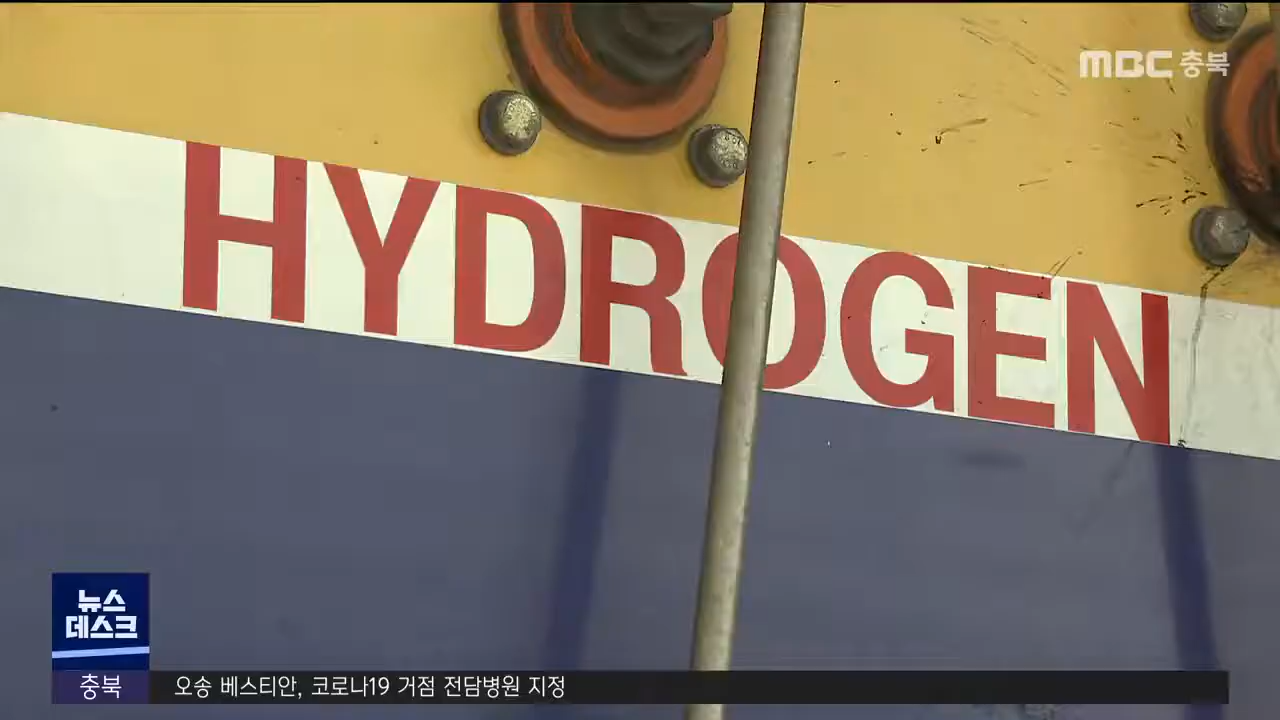 MBC 충북
HYDROGEN
뉴스
데스크
충북
오송 베스티안, 코로나19 거점 전담병원 지정